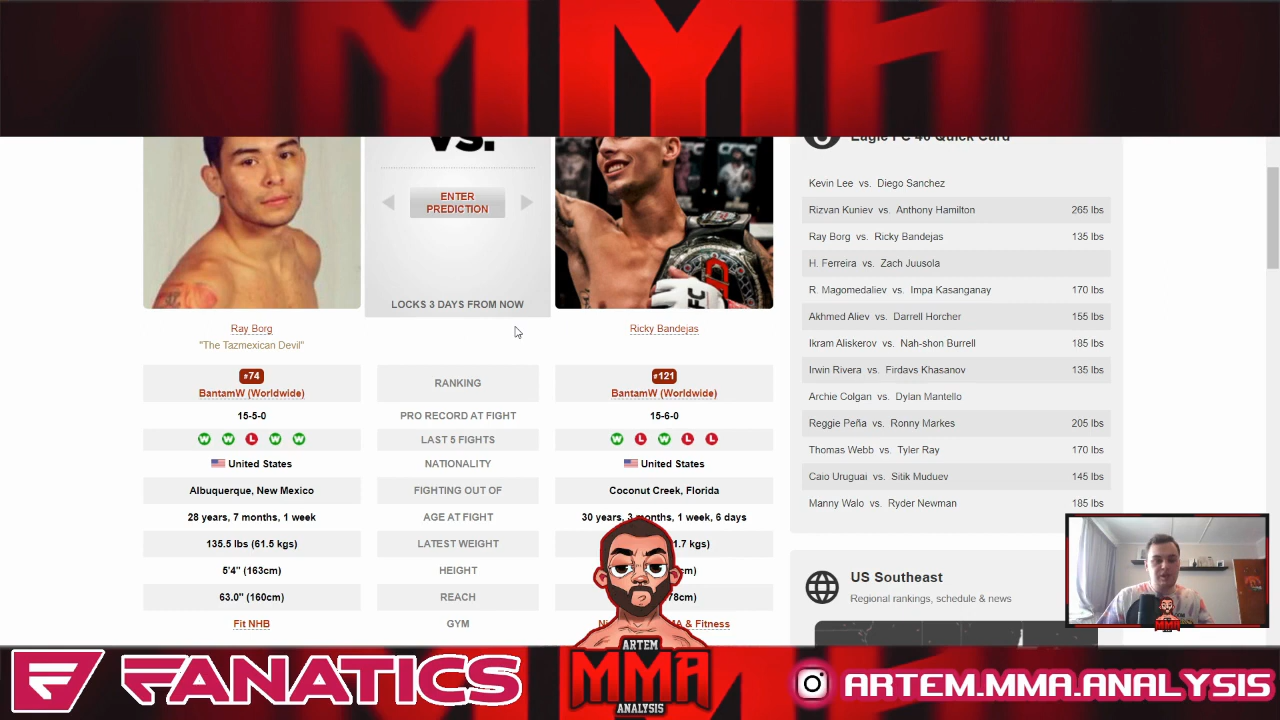 MMA
VS.
ENTER
PREDICTION
LOCKS 3 DAYS FROM NOW
Ray Borg
"The Tazmexican Devil"
Ricky Bandejas
#74
BantamW (Worldwide)
RANKING
#121
BantamW (Worldwide)
15-5-0
PRO RECORD AT FIGHT
15-6-0
W W L W W
LAST 5 FIGHTS
W L W L L
United States
NATIONALITY
United States
Albuquerque, New Mexico
FIGHTING OUT OF
Coconut Creek, Florida
28 years, 7 months, 1 week
AGE AT FIGHT
30 years, 3 months, 1 week, 6 days
135.5 lbs (61.5 kgs)
LATEST WEIGHT
1.7 kgs)
5'4" (163cm)
HEIGHT
cm)
63.0" (160cm)
REACH
78cm)
Fit NHB
GYM
A & Fitness
Eagle FC 46 Quick Card
Kevin Lee vs. Diego Sanchez
Rizvan Kuniev vs. Anthony Hamilton 265 lbs
Ray Borg vs. Ricky Bandejas 135 lbs
H. Ferreira vs. Zach Juusola
R. Magomedaliev vs. Impa Kasanganay 170 lbs
Akhmed Aliev vs. Darrell Horcher 155 lbs
Ikram Aliskerov vs. Nah-shon Burrell 185 lbs
Irwin Rivera vs. Firdavs Khasanov 135 lbs
Archie Colgan vs. Dylan Mantello
Reggie Peña vs. Ronny Markes 205 lbs
Thomas Webb vs. Tyler Ray 170 lbs
Caio Uruguai vs. Sitik Muduev 145 lbs
Manny Walo vs. Ryder Newman 185 lbs
US Southeast
Regional rankings, schedule & news
FANATICS
ARTEM
MMA
ANALYSIS
ARTEM.MMA.ANALYSIS